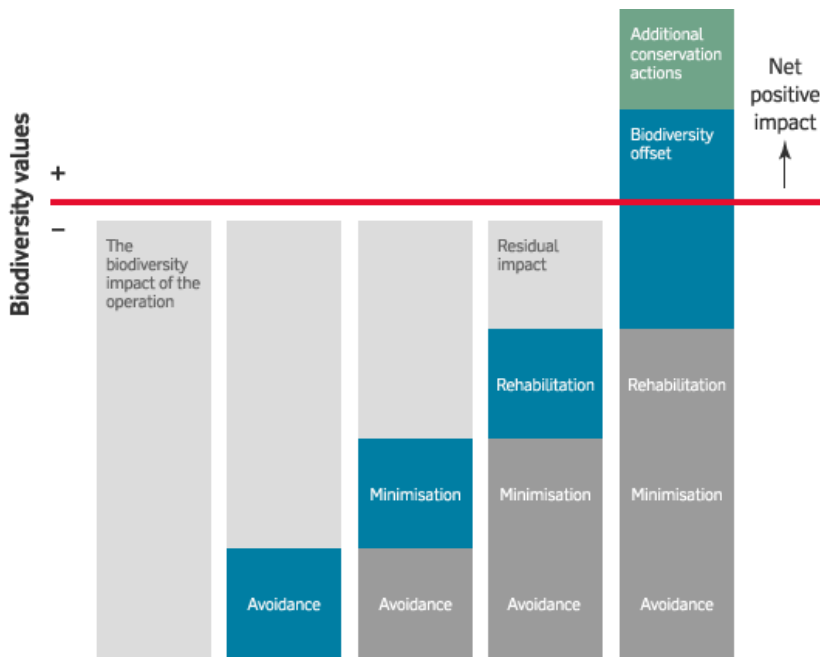 Additional
conservation
actions
Net
positive
impact
Biodiversity
offset
Biodiversity values
+
–
The
biodiversity
impact of the
operation
Residual
impact
Rehabilitation
Rehabilitation
Minimisation
Minimisation
Minimisation
Avoidance
Avoidance
Avoidance
Avoidance